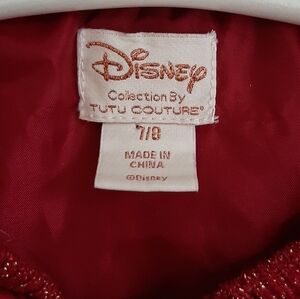 Disney
Collection By
TUTU COUTURE®
7/8
MADE IN
CHINA
©Disney